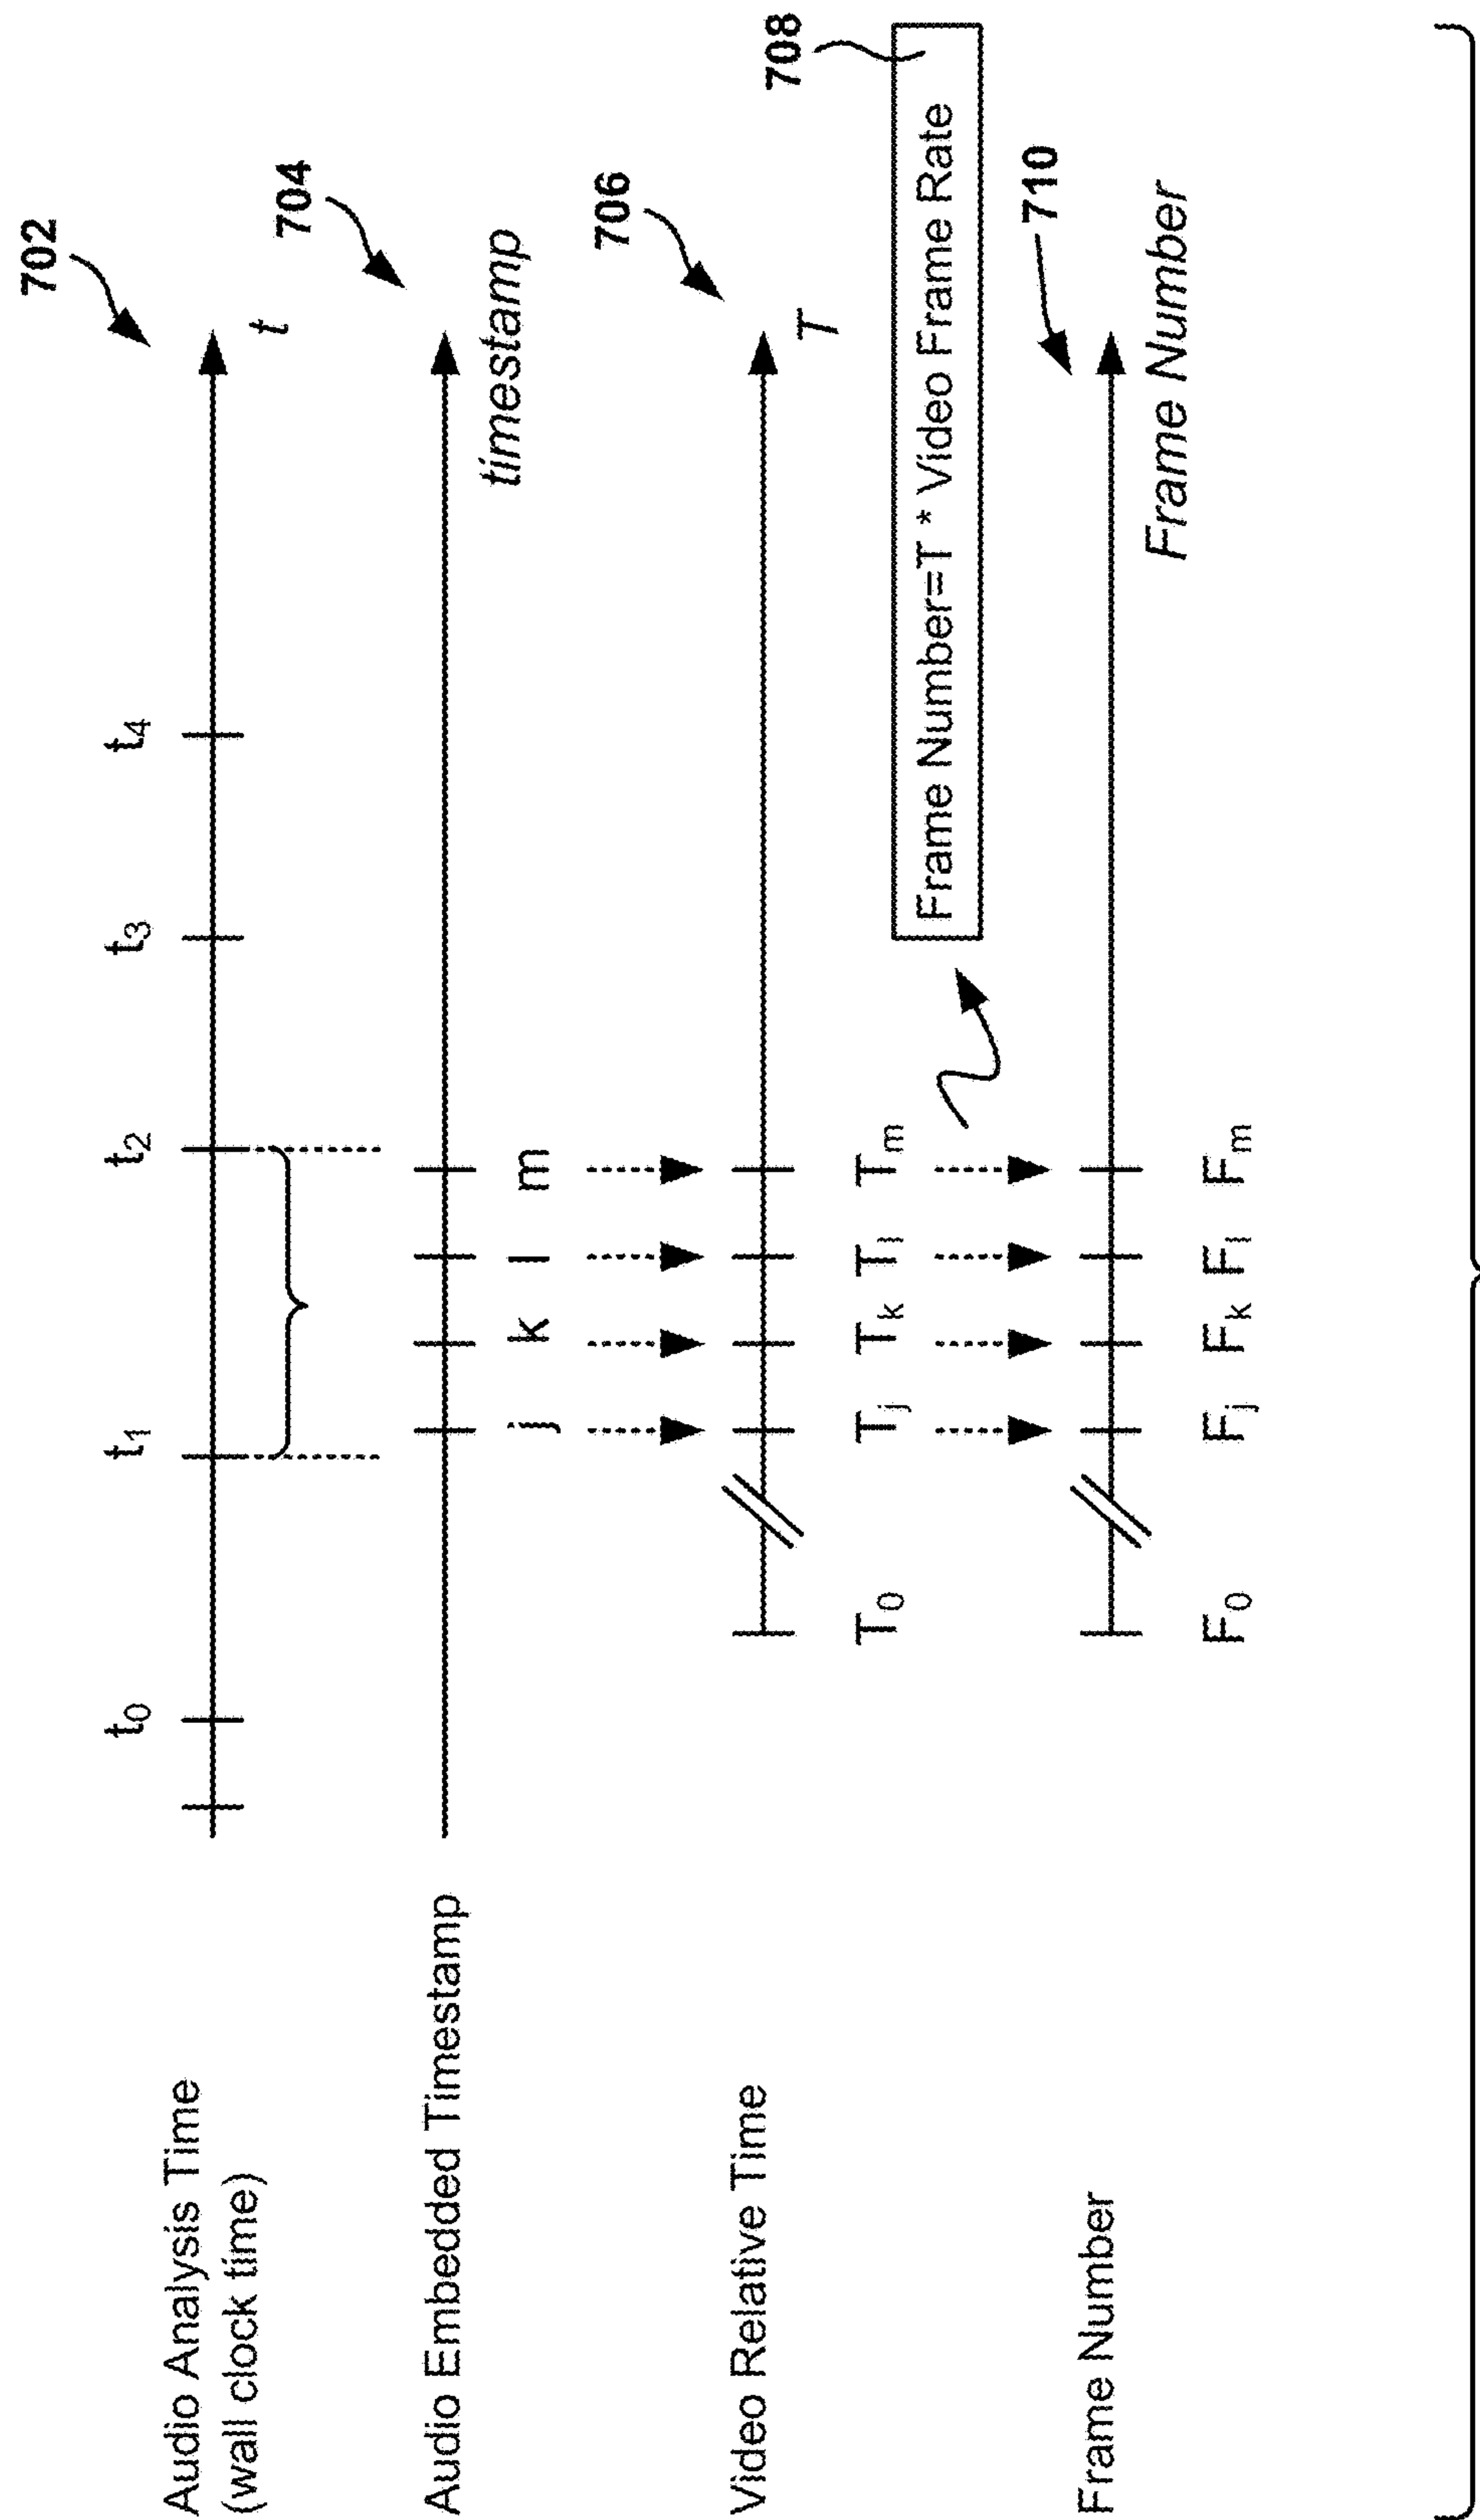 702
t0 t1 t2 t3 t4
Audio Analysis Time
(wall clock time)
t
704
Audio Embedded Timestamp
timestamp
j k l m
706
Video Relative Time
T
T0 Tj Tk Tl Tm
708
Frame Number=T * Video Frame Rate
710
Frame Number
Frame Number
F0 Fj Fk Fl Fm